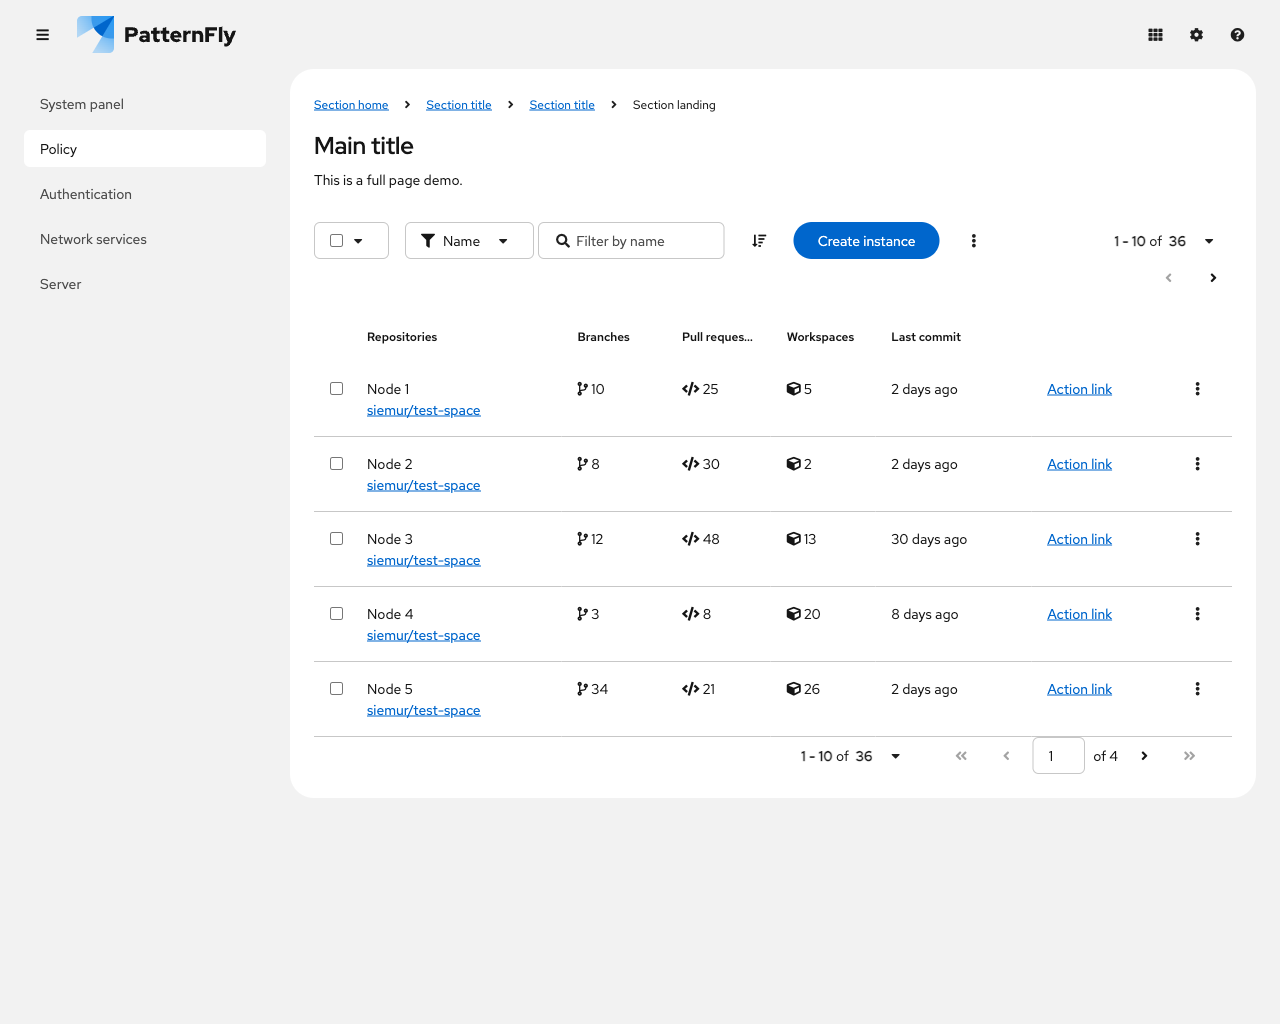 PatternFly
System panel
Policy
Authentication
Network services
Server
Section home Section title Section title Section landing
Main title
This is a full page demo.
Name Filter by name Create instance 1 - 10 of 36
Repositories Branches Pull reques... Workspaces Last commit
Node 1 10 25 5 2 days ago Action link
siemur/test-space
Node 2 8 30 2 2 days ago Action link
siemur/test-space
Node 3 12 48 13 30 days ago Action link
siemur/test-space
Node 4 3 8 20 8 days ago Action link
siemur/test-space
Node 5 34 21 26 2 days ago Action link
siemur/test-space
1 - 10 of 36 1 of 4